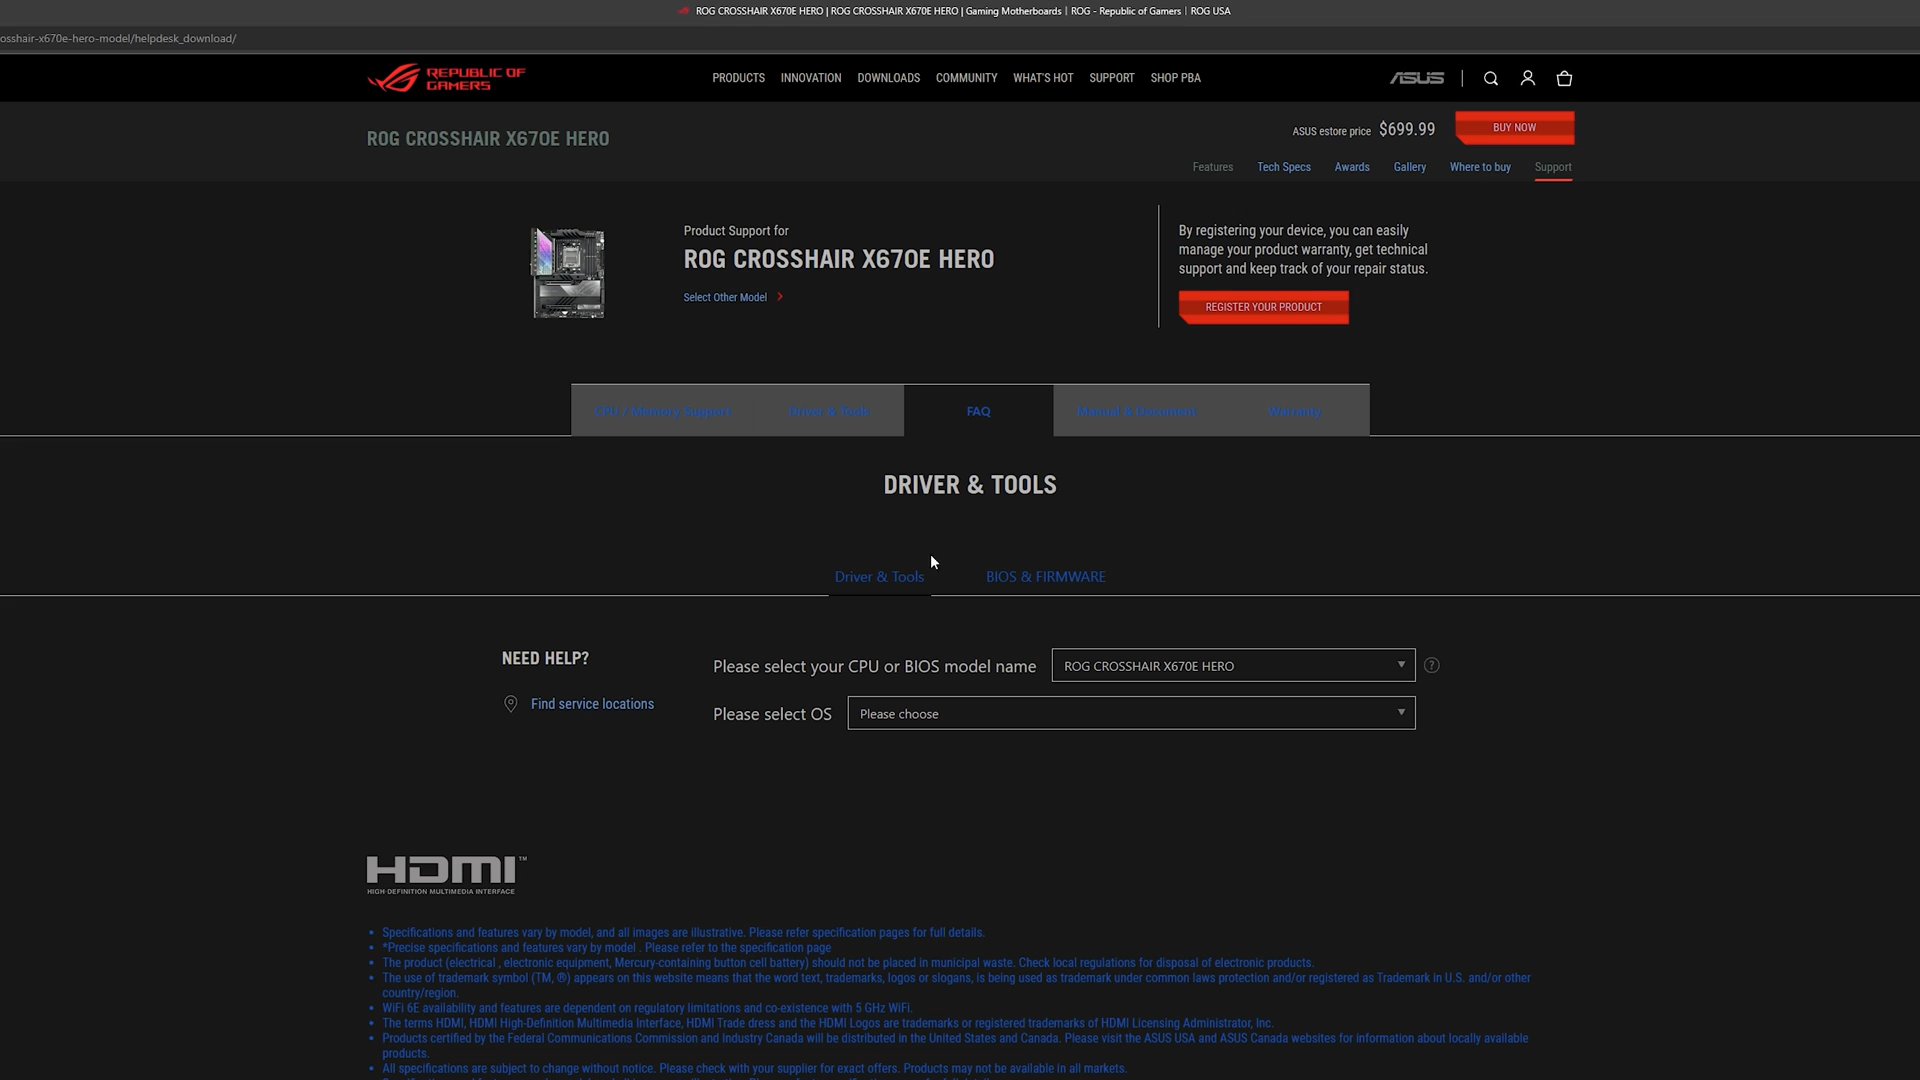 ROG CROSSHAIR X670E HERO | ROG CROSSHAIR X670E HERO | Gaming Motherboards | ROG - Republic of Gamers | ROG USA
osshair-x670e-hero-model/helpdesk_download/
REPUBLIC OF
GAMERS
PRODUCTS INNOVATION DOWNLOADS COMMUNITY WHAT'S HOT SUPPORT SHOP PBA
ASUS
ROG CROSSHAIR X670E HERO
ASUS estore price $699.99 BUY NOW
Features Tech Specs Awards Gallery Where to buy Support
Product Support for
ROG CROSSHAIR X670E HERO
Select Other Model
By registering your device, you can easily
manage your product warranty, get technical
support and keep track of your repair status.
REGISTER YOUR PRODUCT
CPU / Memory Support Driver & Tools FAQ Manual & Document Warranty
DRIVER & TOOLS
Driver & Tools BIOS & FIRMWARE
NEED HELP?
Find service locations
Please select your CPU or BIOS model name ROG CROSSHAIR X670E HERO ?
Please select OS Please choose
HDMI™
HIGH-DEFINITION MULTIMEDIA INTERFACE
• Specifications and features vary by model, and all images are illustrative. Please refer specification pages for full details.
• *Precise specifications and features vary by model . Please refer to the specification page
• The product (electrical , electronic equipment, Mercury-containing button cell battery) should not be placed in municipal waste. Check local regulations for disposal of electronic products.
• The use of trademark symbol (TM, ®) appears on this website means that the word text, trademarks, logos or slogans, is being used as trademark under common laws protection and/or registered as Trademark in U.S. and/or other
country/region.
• WiFi 6E availability and features are dependent on regulatory limitations and co-existence with 5 GHz WiFi.
• The terms HDMI, HDMI High-Definition Multimedia Interface, HDMI Trade dress and the HDMI Logos are trademarks or registered trademarks of HDMI Licensing Administrator, Inc.
• Products certified by the Federal Communications Commission and Industry Canada will be distributed in the United States and Canada. Please visit the ASUS USA and ASUS Canada websites for information about locally available
products.
• All specifications are subject to change without notice. Please check with your supplier for exact offers. Products may not be available in all markets.